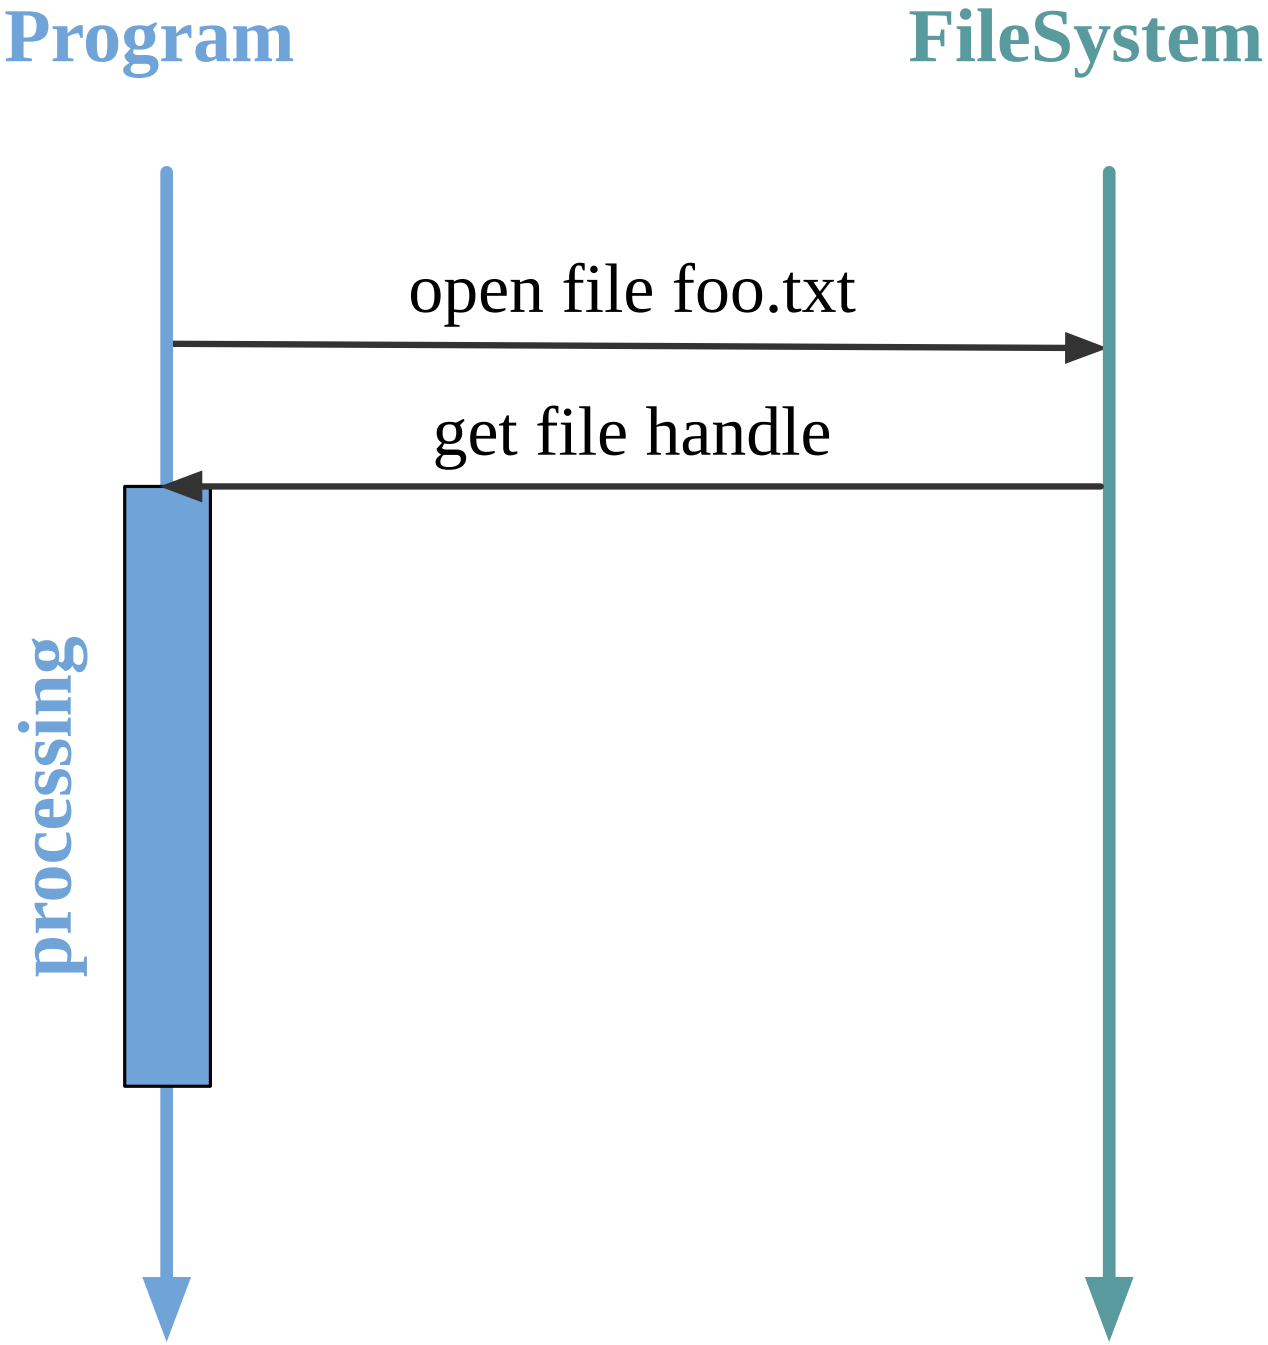 Program
FileSystem
open file foo.txt
get file handle
processing